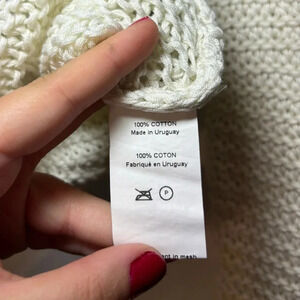 100% COTTON
Made in Uruguay
100% COTON
Fabriqué en Uruguay
P
in mesh